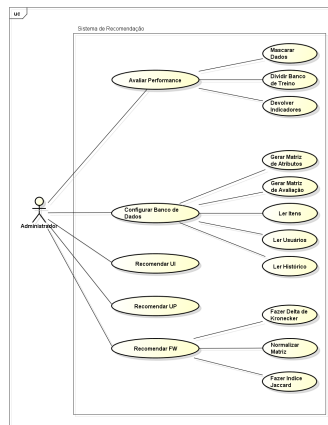 uc
Sistema de Recomendação
Mascarar
Dados
Avaliar Performance
Dividir Banco
de Treino
Devolver
Indicadores
Gerar Matriz
de Atributos
Gerar Matriz
de Avaliação
Administrador
Configurar Banco de
Dados
Ler Itens
Ler Usuários
Ler Histórico
Recomendar UI
Recomendar UP
Fazer Delta de
Kronecker
Recomendar FW
Normalizar
Matriz
Fazer Indice
Jaccard